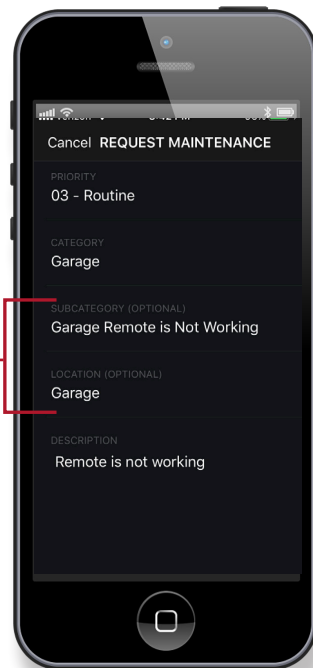 Cancel REQUEST MAINTENANCE
PRIORITY
03 - Routine
CATEGORY
Garage
SUBCATEGORY (OPTIONAL)
Garage Remote is Not Working
LOCATION (OPTIONAL)
Garage
DESCRIPTION
Remote is not working